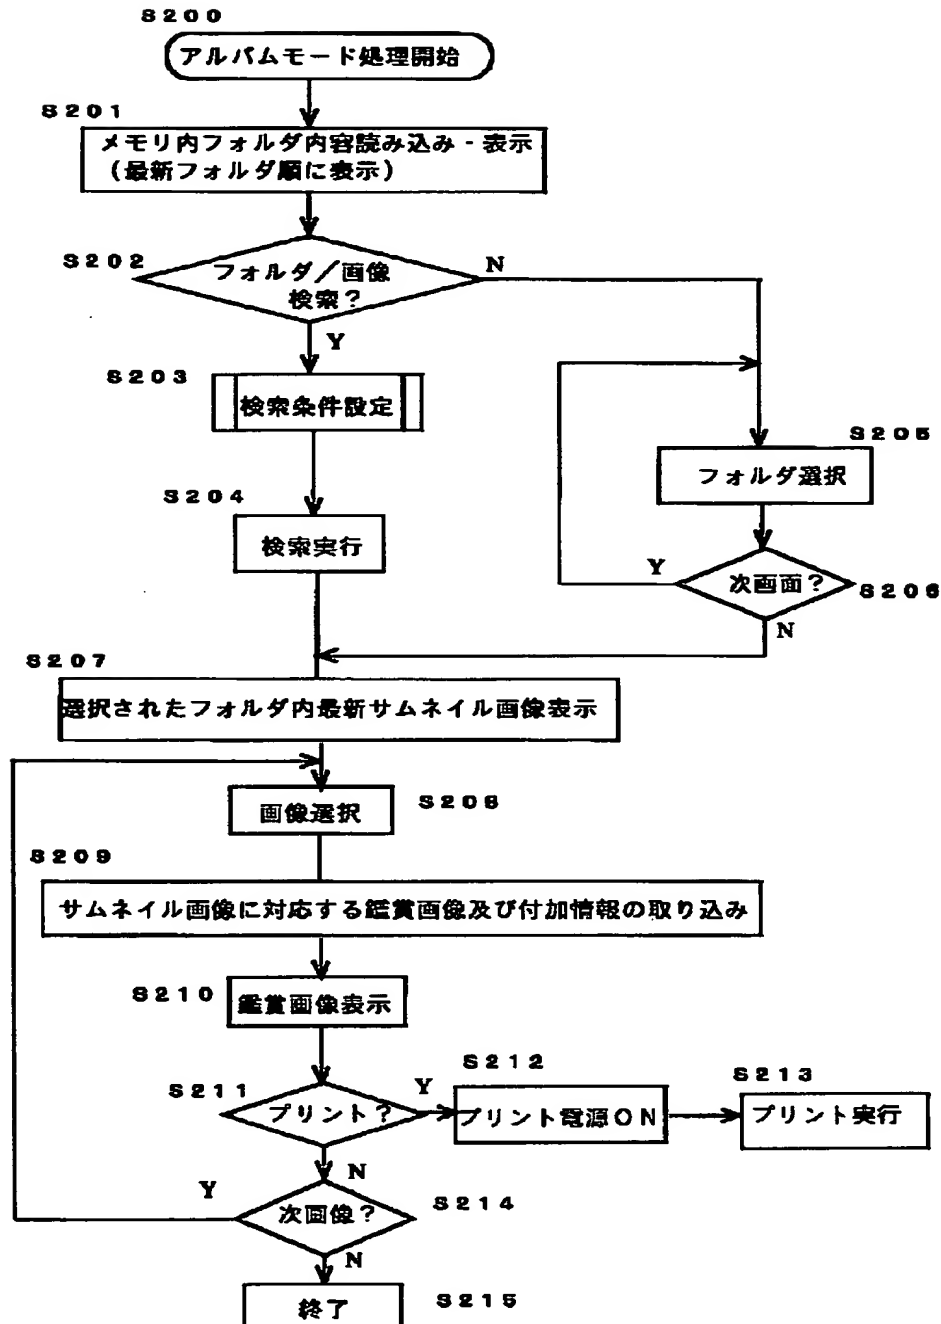 S200
アルバムモード処理開始
S201
メモリ内フォルダ内容読み込み - 表示
（最新フォルダ順に表示）
S202
フォルダ／画像
検索？
N
Y
S203
検索条件設定
S204
検索実行
S205
フォルダ選択
次画面？
Y
S206
N
S207
選択されたフォルダ内最新サムネイル画像表示
画像選択
S208
S209
サムネイル画像に対応する鑑賞画像及び付加情報の取り込み
S210
鑑賞画像表示
S211
プリント？
Y
S212
プリント電源ON
S213
プリント実行
N
次画像？
Y
S214
N
終了
S215